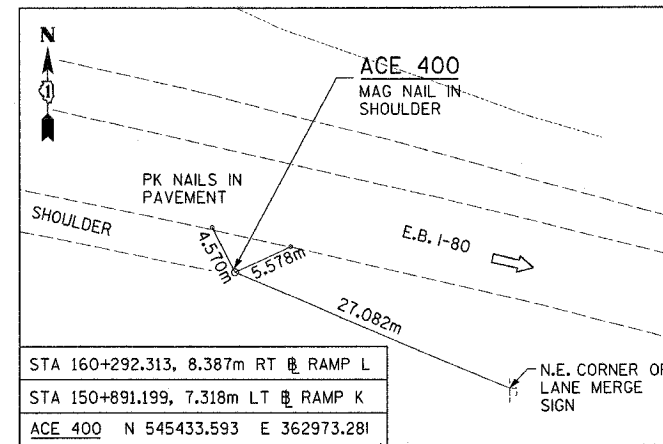 N
1
ACE 400
MAG NAIL IN
SHOULDER
PK NAILS IN
PAVEMENT
SHOULDER
4.570m
5.578m
E.B. I-80
27.082m
N.E. CORNER OF
LANE MERGE
SIGN
STA 160+292.313, 8.387m RT ⅊ RAMP L
STA 150+891.199, 7.318m LT ⅊ RAMP K
ACE 400 N 545433.593 E 362973.281